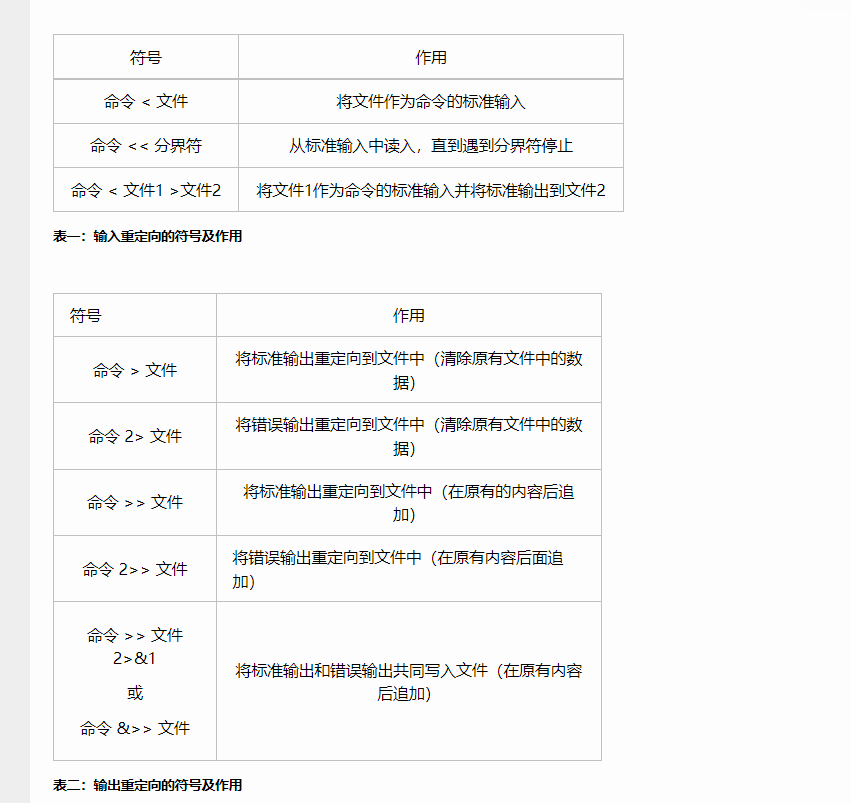 符号 作用
命令 < 文件 将文件作为命令的标准输入
命令 << 分界符 从标准输入中读入，直到遇到分界符停止
命令 < 文件1 >文件2 将文件1作为命令的标准输入并将标准输出到文件2
表一：输入重定向的符号及作用
符号 作用
命令 > 文件 将标准输出重定向到文件中（清除原有文件中的数
据）
命令 2> 文件 将错误输出重定向到文件中（清除原有文件中的数
据）
命令 >> 文件 将标准输出重定向到文件中（在原有的内容后追
加）
命令 2>> 文件 将错误输出重定向到文件中（在原有内容后面追
加）
命令 >> 文件
2>&1
或
命令 &>> 文件
将标准输出和错误输出共同写入文件（在原有内容
后追加）
表二：输出重定向的符号及作用